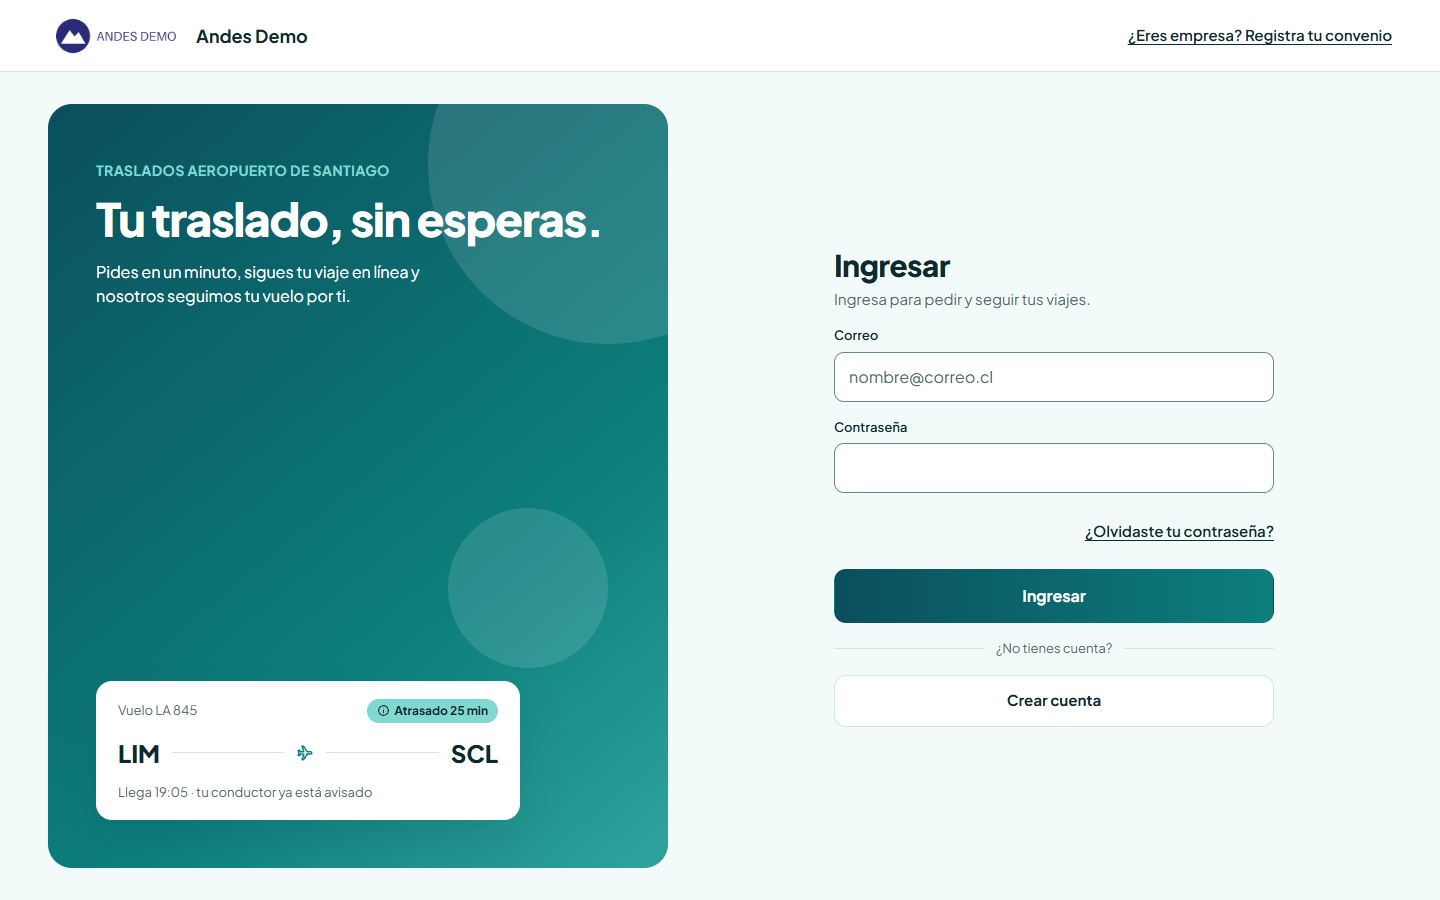 ANDES DEMO
Andes Demo
¿Eres empresa? Registra tu convenio
TRASLADOS AEROPUERTO DE SANTIAGO
Tu traslado, sin esperas.
Pides en un minuto, sigues tu viaje en línea y
nosotros seguimos tu vuelo por ti.
Vuelo LA 845
Atrasado 25 min
LIM
SCL
Llega 19:05 · tu conductor ya está avisado
Ingresar
Ingresa para pedir y seguir tus viajes.
Correo
nombre@correo.cl
Contraseña
¿Olvidaste tu contraseña?
Ingresar
¿No tienes cuenta?
Crear cuenta